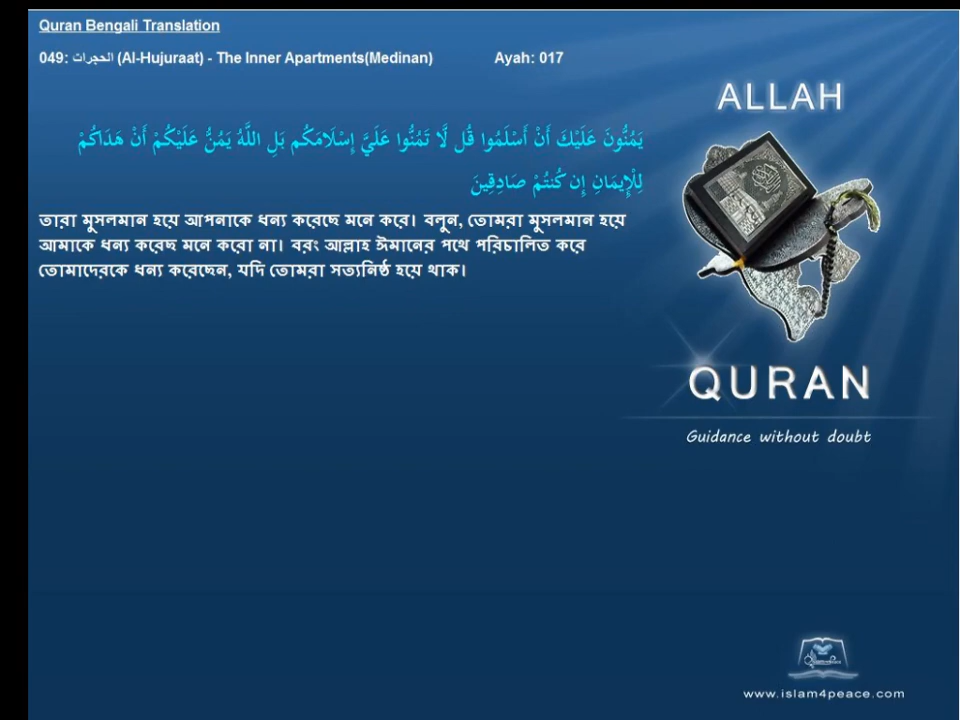 Quran Bengali Translation
049: الحجرات (Al-Hujuraat) - The Inner Apartments(Medinan) Ayah: 017
ALLAH
يَمُنُّونَ عَلَيْكَ أَنْ أَسْلَمُوا قُل لَّا تَمُنُّوا عَلَيَّ إِسْلَامَكُم بَلِ اللَّهُ يَمُنُّ عَلَيْكُمْ أَنْ هَدَاكُمْ
لِلْإِيمَانِ إِن كُنتُمْ صَادِقِينَ
তারা মুসলমান হয়ে আপনাকে ধন্য করেছে মনে করে। বলুন, তোমরা মুসলমান হয়ে
আমাকে ধন্য করেছ মনে করো না। বরং আল্লাহ ঈমানের পথে পরিচালিত করে
তোমাদেরকে ধন্য করেছেন, যদি তোমরা সত্যনিষ্ঠ হয়ে থাক।
QURAN
Guidance without doubt
www.islam4peace.com